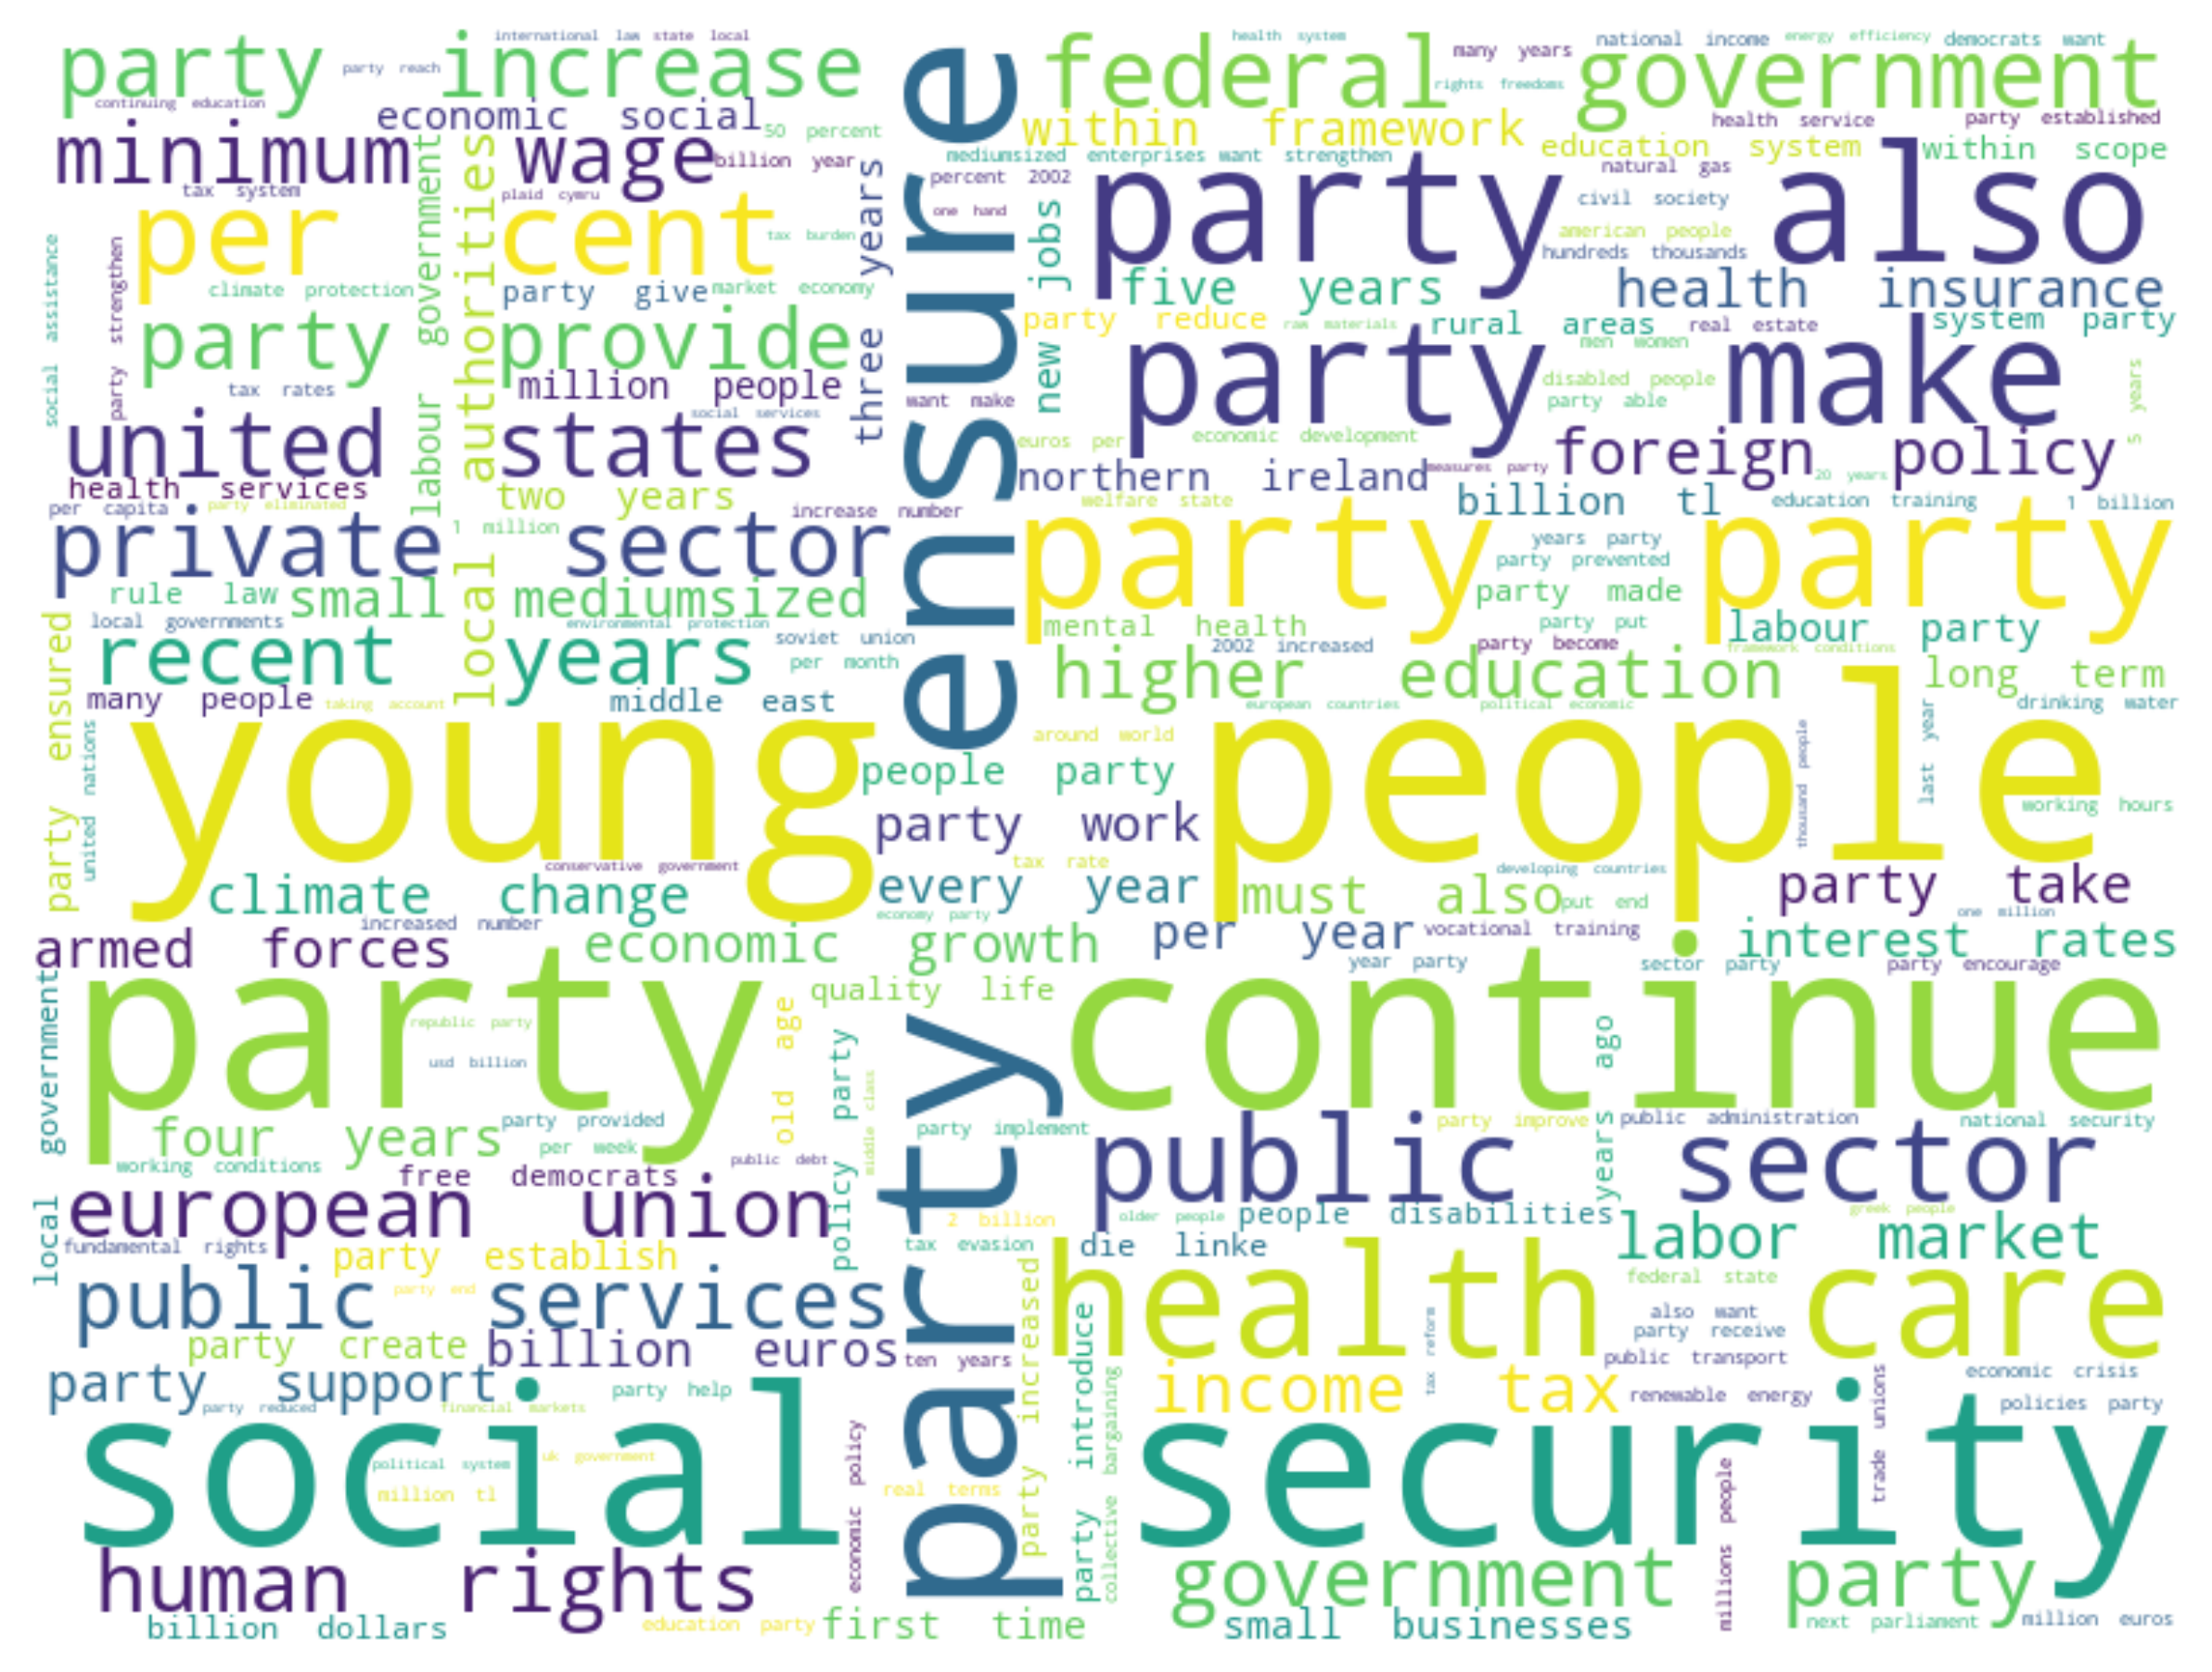 international law state local
party increase
party reach
continuing education
economic social
50 percent
minimum wage
billion year
tax system
plaid cymru
per cent
tax burden
climate protection
party give
market economy
party provide
million people
tax rates
social services
united states
health services
two years
per capita
party eliminated
increase number
1 million
private sector
rule law
small mediumsized
local governments
environmental protection
soviet union
recent years
per month
many people
taking account
middle east
social assistance
party strengthen
labour government
local authorities
three years
party ensure
health system
many years
national income
energy efficiency
democrats want
federal government
rights freedoms
within framework
health service
party established
mediumsized enterprises
want strengthen
education system
within scope
percent 2002
natural gas
one hand
civil society
party also
american people
hundreds thousands
new jobs
five years
health insurance
party reduce
raw materials
rural areas
real estate
system party
men women
party make
disabled people
want make
party able
5 years
euros per
economic development
foreign policy
northern ireland
measures party
20 years
welfare state
billion tl
education training
1 billion
party party
years party
party prevented
party made
mental health
party put
labour party
2002 increased
party become
framework conditions
higher education
long term
european countries
political economic
drinking water
around world
young people
people party
thousand people
last year
working hours
party ensured
united nations
party work
conservative government
tax rate
developing countries
climate change
every year
must also
put end
party take
increased number
economy party
one million
armed forces
economic growth
per year
vocational training
interest rates
year party
sector party
party encourage
quality life
party continue
republic party
usd billion
old age
policy party
middle class
years ago
local government
four years
party provided
per week
party implement
party improve
public administration
national security
working conditions
free democrats
public debt
public sector
european union
2 billion
older people
people disabilities
greek people
fundamental rights
party establish
tax evasion
die linke
labor market
federal state
party end
public services
health care
also want
party receive
party create
billion euros
ten years
tax reform
public transport
economic crisis
party support
party help
income tax
renewable energy
policies party
party reduced
financial markets
trade unions
party increased
party introduce
collective bargaining
social security
political system
uk government
million tl
real terms
economic policy
millions people
human rights
government party
billion dollars
education party
first time
small businesses
next parliament
million euros